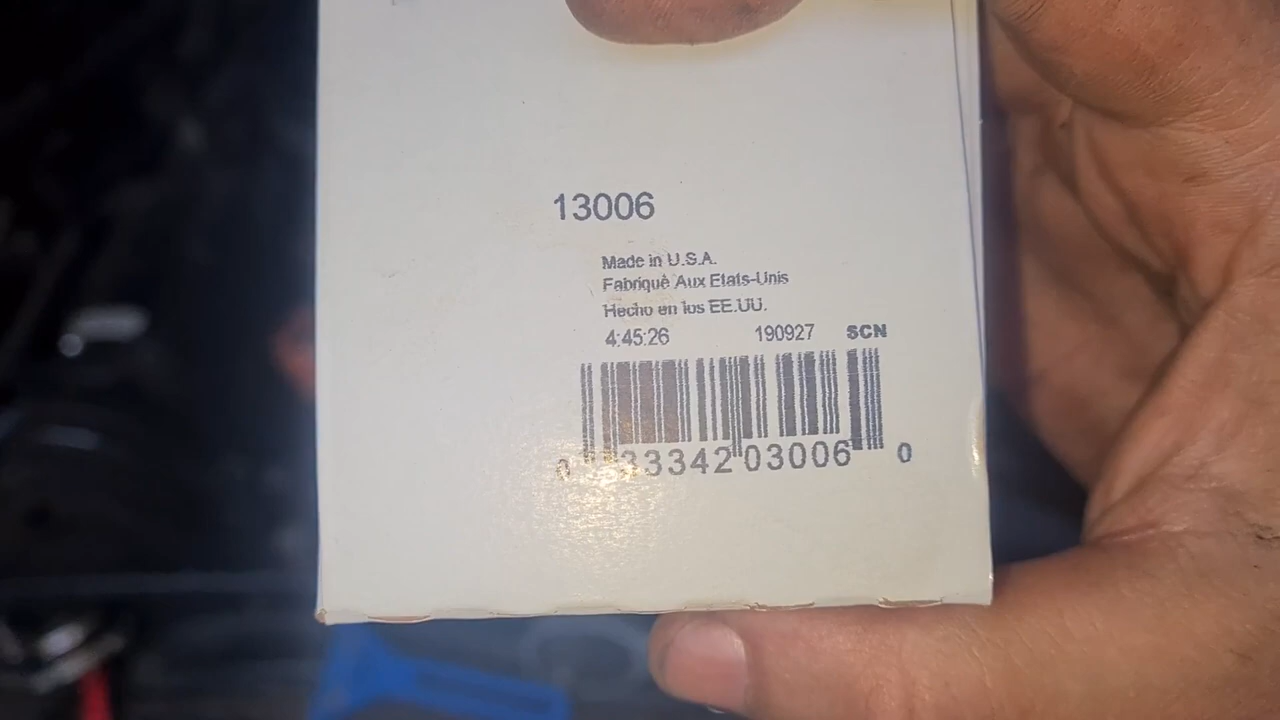 13006
Made in U.S.A.
Fabriquè Aux Etats-Unis
Hecho en los EE.UU.
4:45:26 190927 SCN
0 33342 03006 0